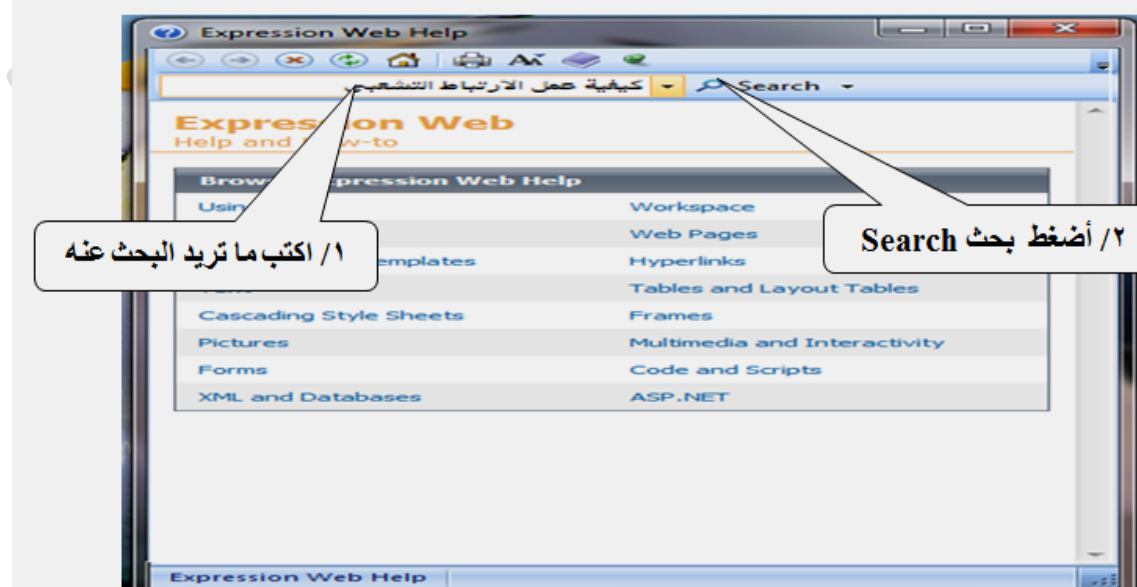 Expression Web Help
كيفية عمل الارتباط التشعبي Search
Expression Web
Help and How-to
Browse Expression Web Help
Workspace
Web Pages
٢/ أضغط بحث Search
١/ اكتب ما تريد البحث عنه
Hyperlinks
Tables and Layout Tables
Cascading Style Sheets Frames
Pictures Multimedia and Interactivity
Forms Code and Scripts
XML and Databases ASP.NET
Expression Web Help